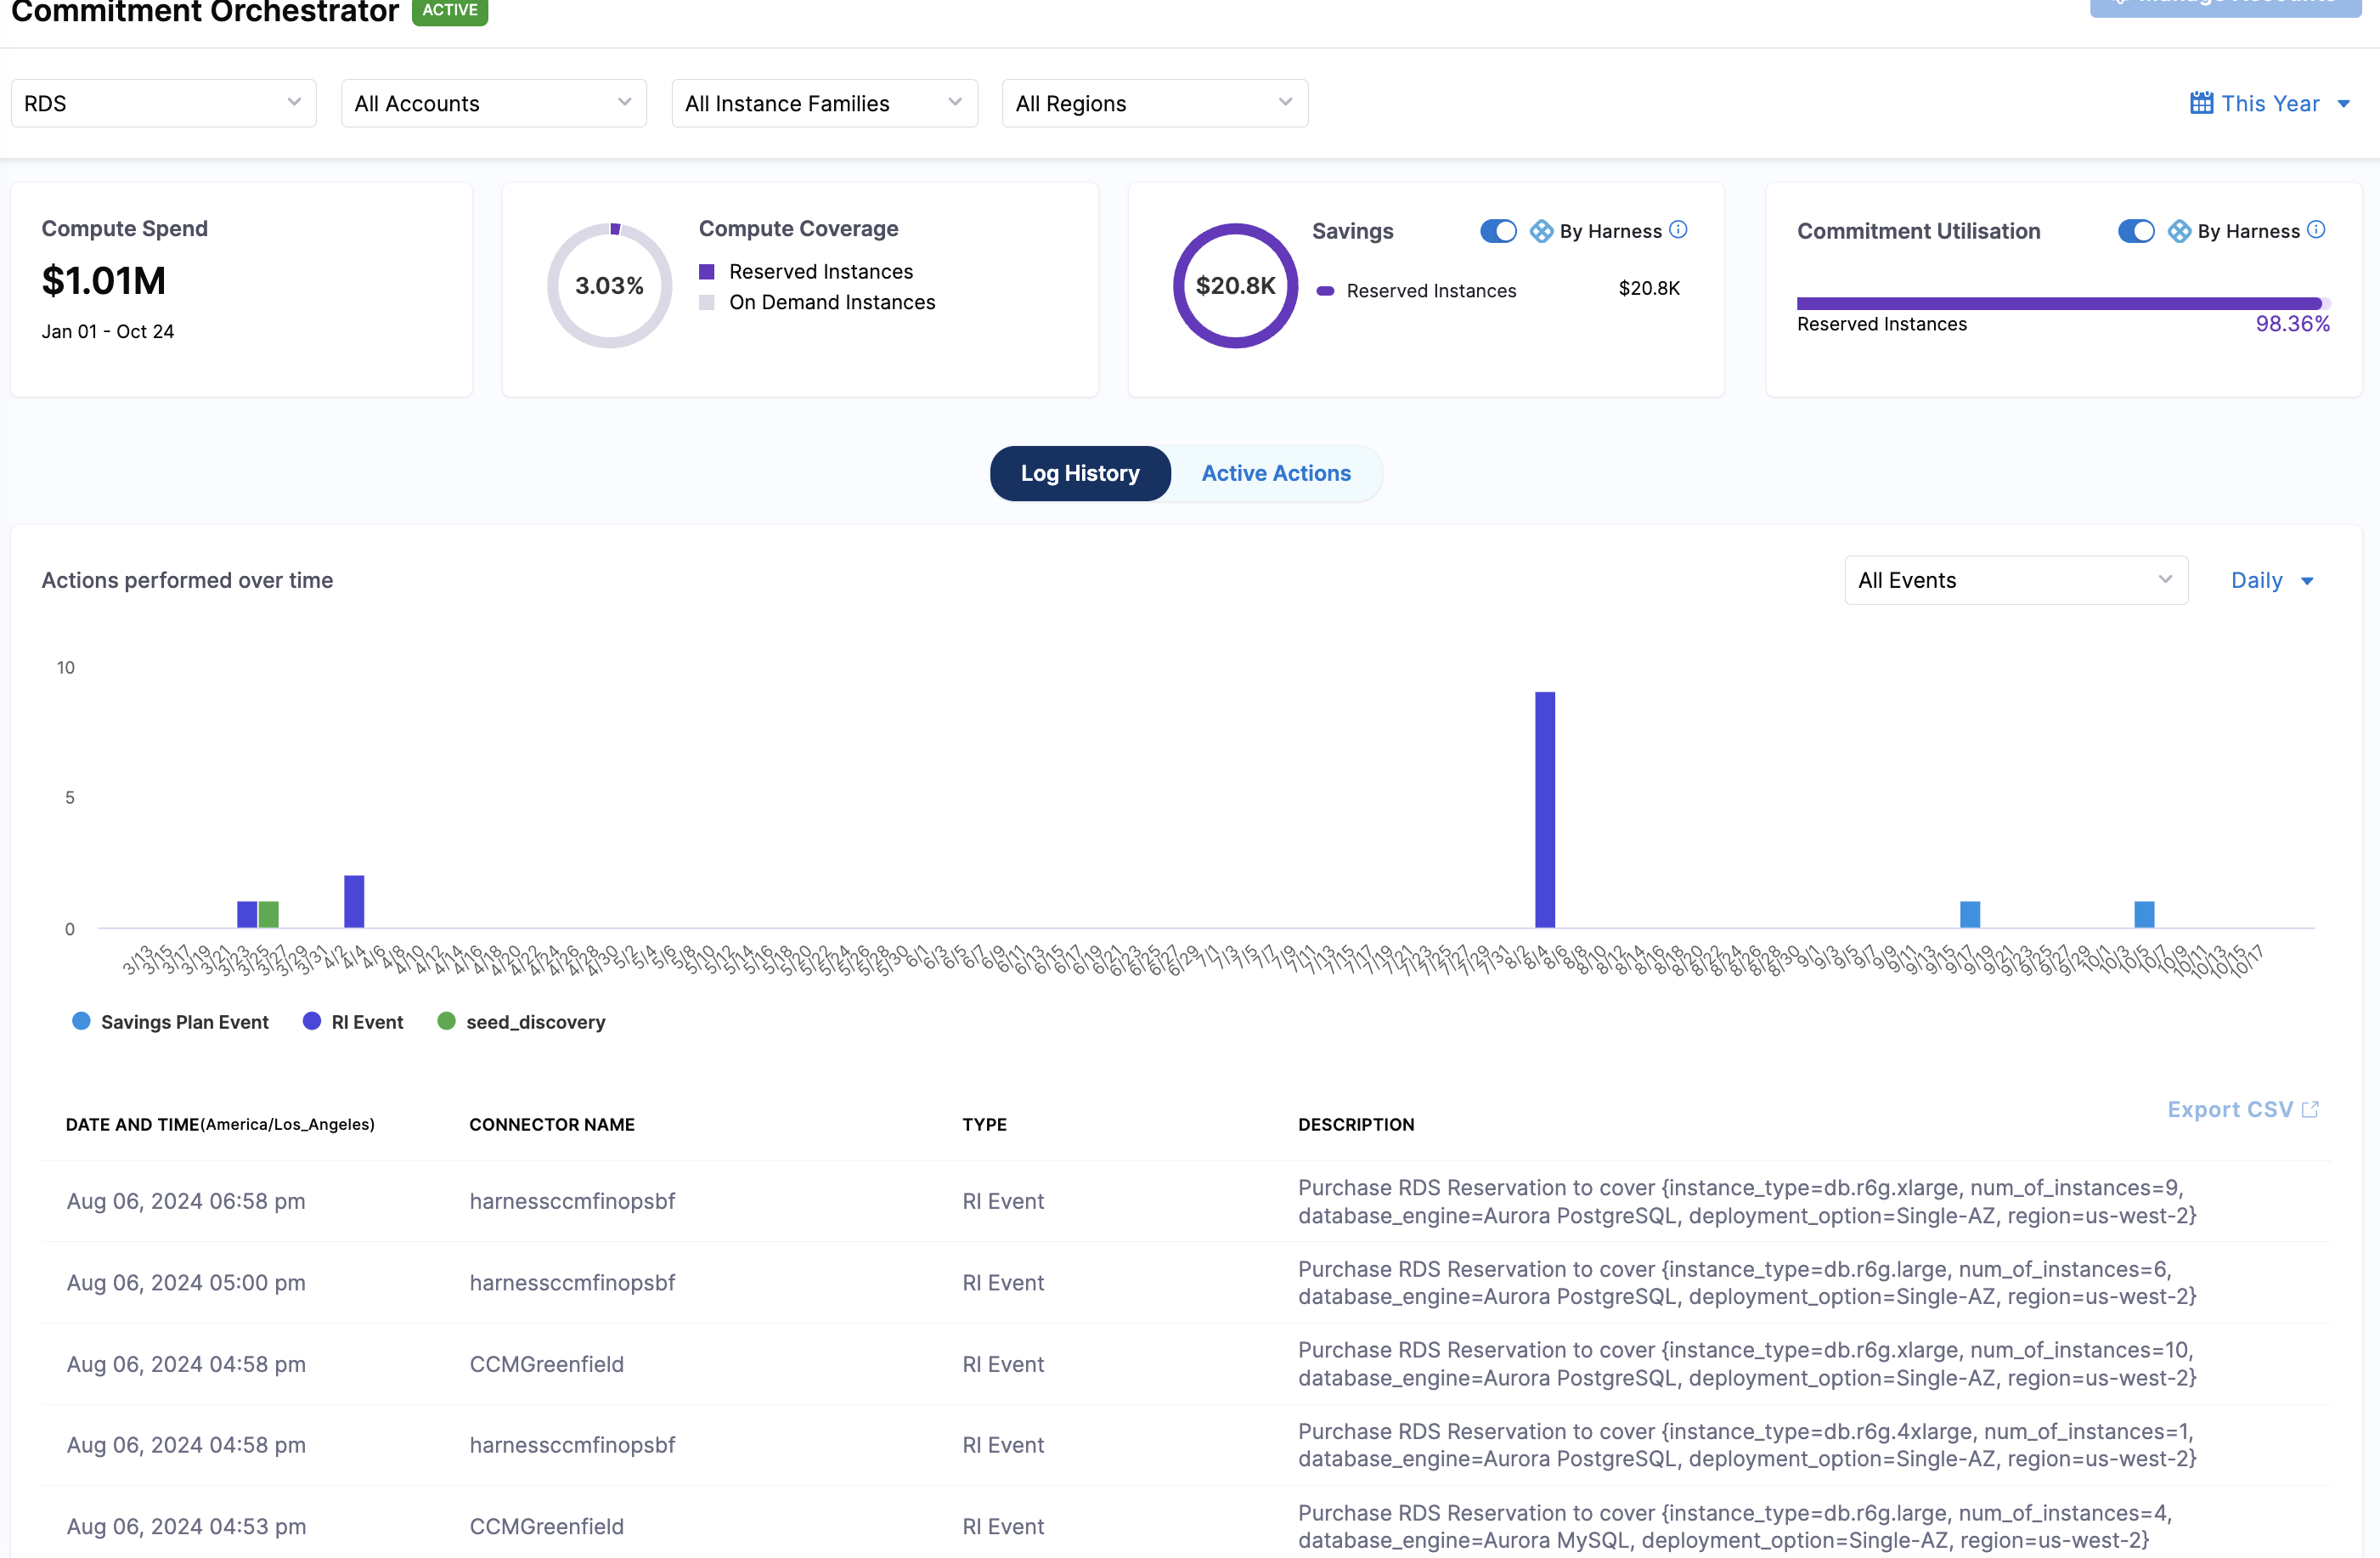 Commitment Orchestrator ACTIVE
Manage Accounts
RDS All Accounts All Instance Families All Regions This Year
Compute Spend
$1.01M
Jan 01 - Oct 24
3.03%
Compute Coverage
Reserved Instances
On Demand Instances
$20.8K
Savings By Harness
Reserved Instances $20.8K
Commitment Utilisation By Harness
Reserved Instances 98.36%
Log History Active Actions
Actions performed over time All Events Daily
10
5
0
3/13 3/15 3/17 3/19 3/21 3/23 3/25 3/27 3/29 3/31 4/2 4/4 4/6 4/8 4/10 4/12 4/14 4/16 4/18 4/20 4/22 4/24 4/26 4/28 4/30 5/2 5/4 5/6 5/8 5/10 5/12 5/14 5/16 5/18 5/20 5/22 5/24 5/26 5/28 5/30 6/1 6/3 6/5 6/7 6/9 6/11 6/13 6/15 6/17 6/19 6/21 6/23 6/25 6/27 6/29 7/1 7/3 7/5 7/7 7/9 7/11 7/13 7/15 7/17 7/19 7/21 7/23 7/25 7/27 7/29 7/31 8/2 8/4 8/6 8/8 8/10 8/12 8/14 8/16 8/18 8/20 8/22 8/24 8/26 8/28 8/30 9/1 9/3 9/5 9/7 9/9 9/11 9/13 9/15 9/17 9/19 9/21 9/23 9/25 9/27 9/29 10/1 10/3 10/5 10/7 10/9 10/11 10/13 10/15 10/17
Savings Plan Event RI Event seed_discovery
Export CSV
DATE AND TIME(America/Los_Angeles) CONNECTOR NAME TYPE DESCRIPTION
Aug 06, 2024 06:58 pm harnessccmfinopsbf RI Event Purchase RDS Reservation to cover {instance_type=db.r6g.xlarge, num_of_instances=9,
database_engine=Aurora PostgreSQL, deployment_option=Single-AZ, region=us-west-2}
Aug 06, 2024 05:00 pm harnessccmfinopsbf RI Event Purchase RDS Reservation to cover {instance_type=db.r6g.large, num_of_instances=6,
database_engine=Aurora PostgreSQL, deployment_option=Single-AZ, region=us-west-2}
Aug 06, 2024 04:58 pm CCMGreenfield RI Event Purchase RDS Reservation to cover {instance_type=db.r6g.xlarge, num_of_instances=10,
database_engine=Aurora PostgreSQL, deployment_option=Single-AZ, region=us-west-2}
Aug 06, 2024 04:58 pm harnessccmfinopsbf RI Event Purchase RDS Reservation to cover {instance_type=db.r6g.4xlarge, num_of_instances=1,
database_engine=Aurora PostgreSQL, deployment_option=Single-AZ, region=us-west-2}
Aug 06, 2024 04:53 pm CCMGreenfield RI Event Purchase RDS Reservation to cover {instance_type=db.r6g.large, num_of_instances=4,
database_engine=Aurora MySQL, deployment_option=Single-AZ, region=us-west-2}